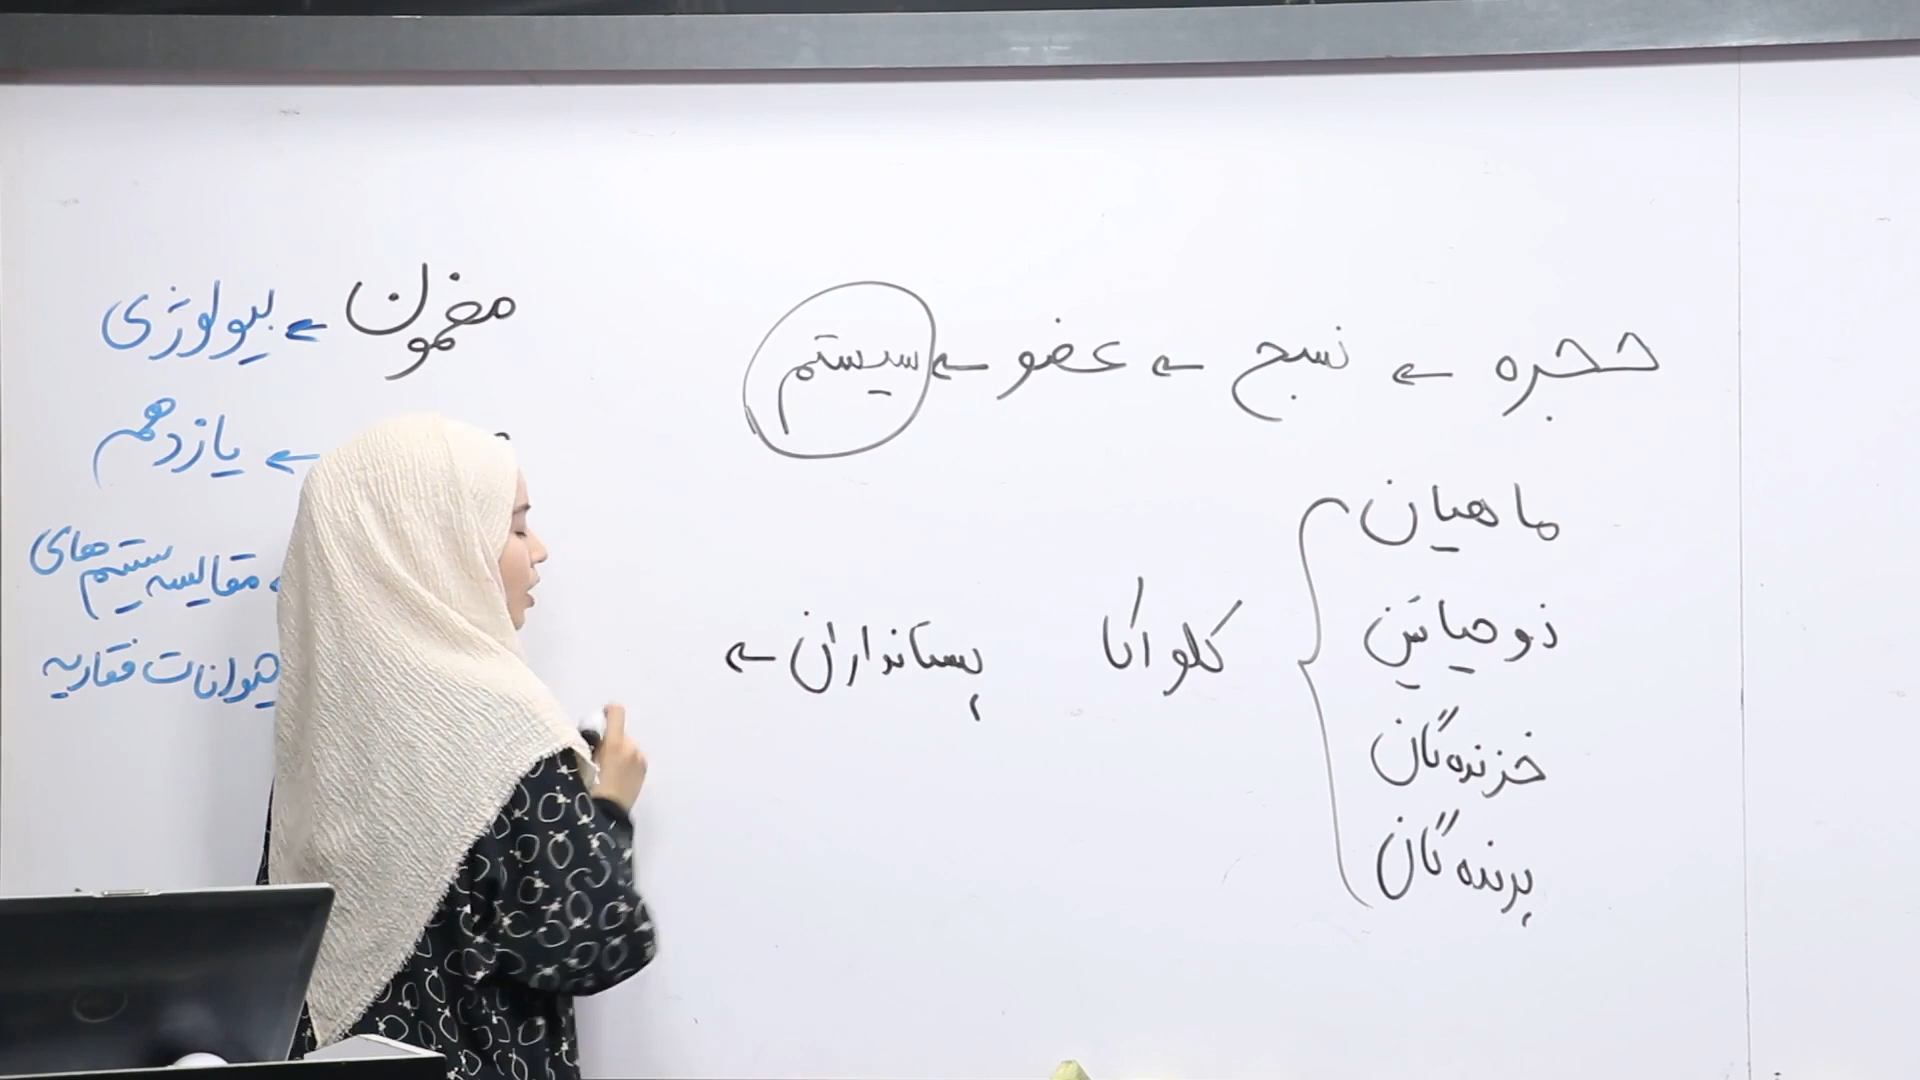 مضمون ← بیولوژی
← یازدهم
مقایسه سیستم های
حیوانات فقاریه
حجره ← نسج ← عضو ← سیستم
ماهیان
ذوحیاتین
خزنده گان
پرنده گان
کلواکا
پستانداران ←